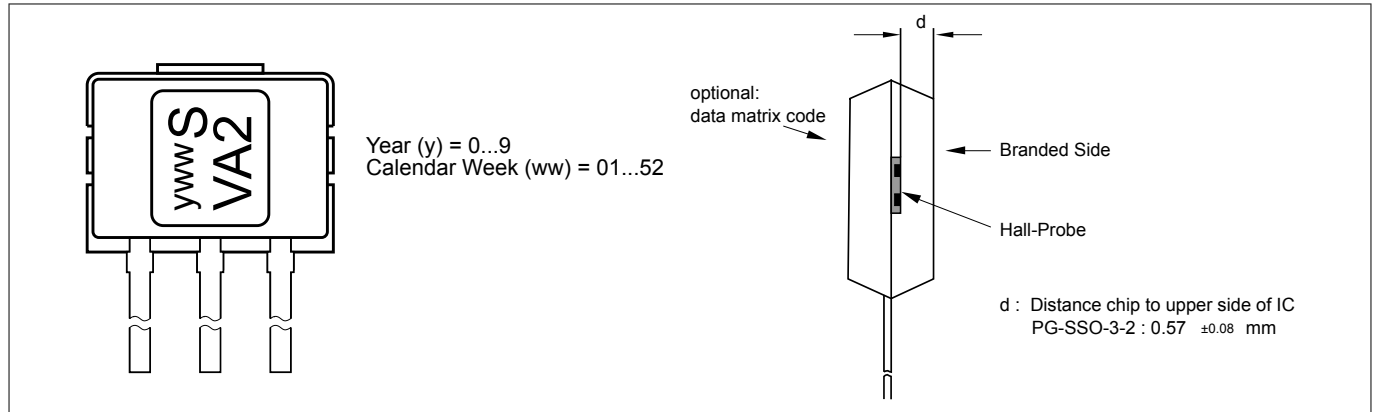 ywwS
VA2
Year (y) = 0...9
Calendar Week (ww) = 01...52
d
optional:
data matrix code
Branded Side
Hall-Probe
d : Distance chip to upper side of IC
PG-SSO-3-2 : 0.57 ±0.08 mm